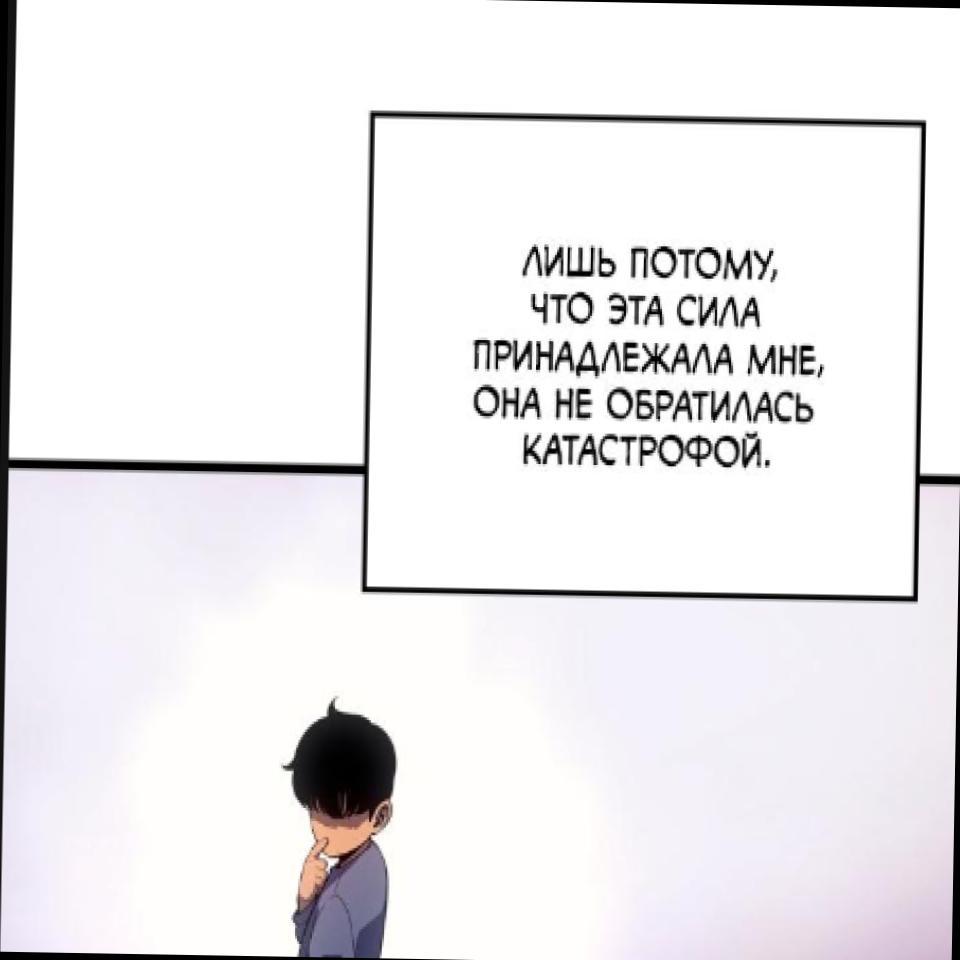 ЛИШЬ ПОТОМУ,
ЧТО ЭТА СИЛА
ПРИНАДЛЕЖАЛА МНЕ,
ОНА НЕ ОБРАТИЛАСЬ
КАТАСТРОФОЙ.